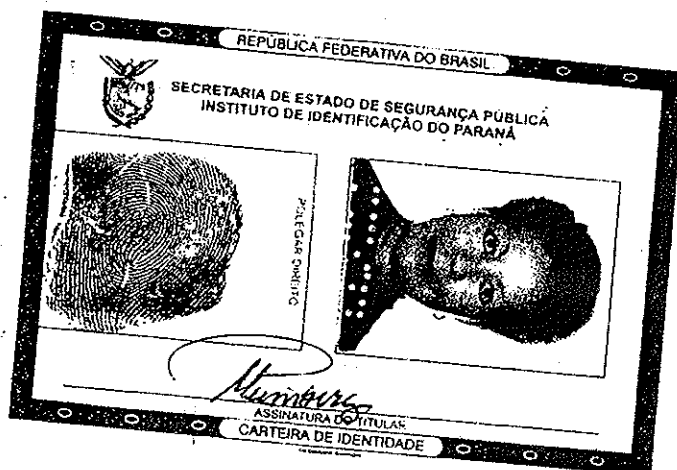 REPÚBLICA FEDERATIVA DO BRASIL
SECRETARIA DE ESTADO DE SEGURANÇA PÚBLICA
INSTITUTO DE IDENTIFICAÇÃO DO PARANÁ
POLEGAR DIREITO
ASSINATURA DO TITULAR
CARTEIRA DE IDENTIDADE